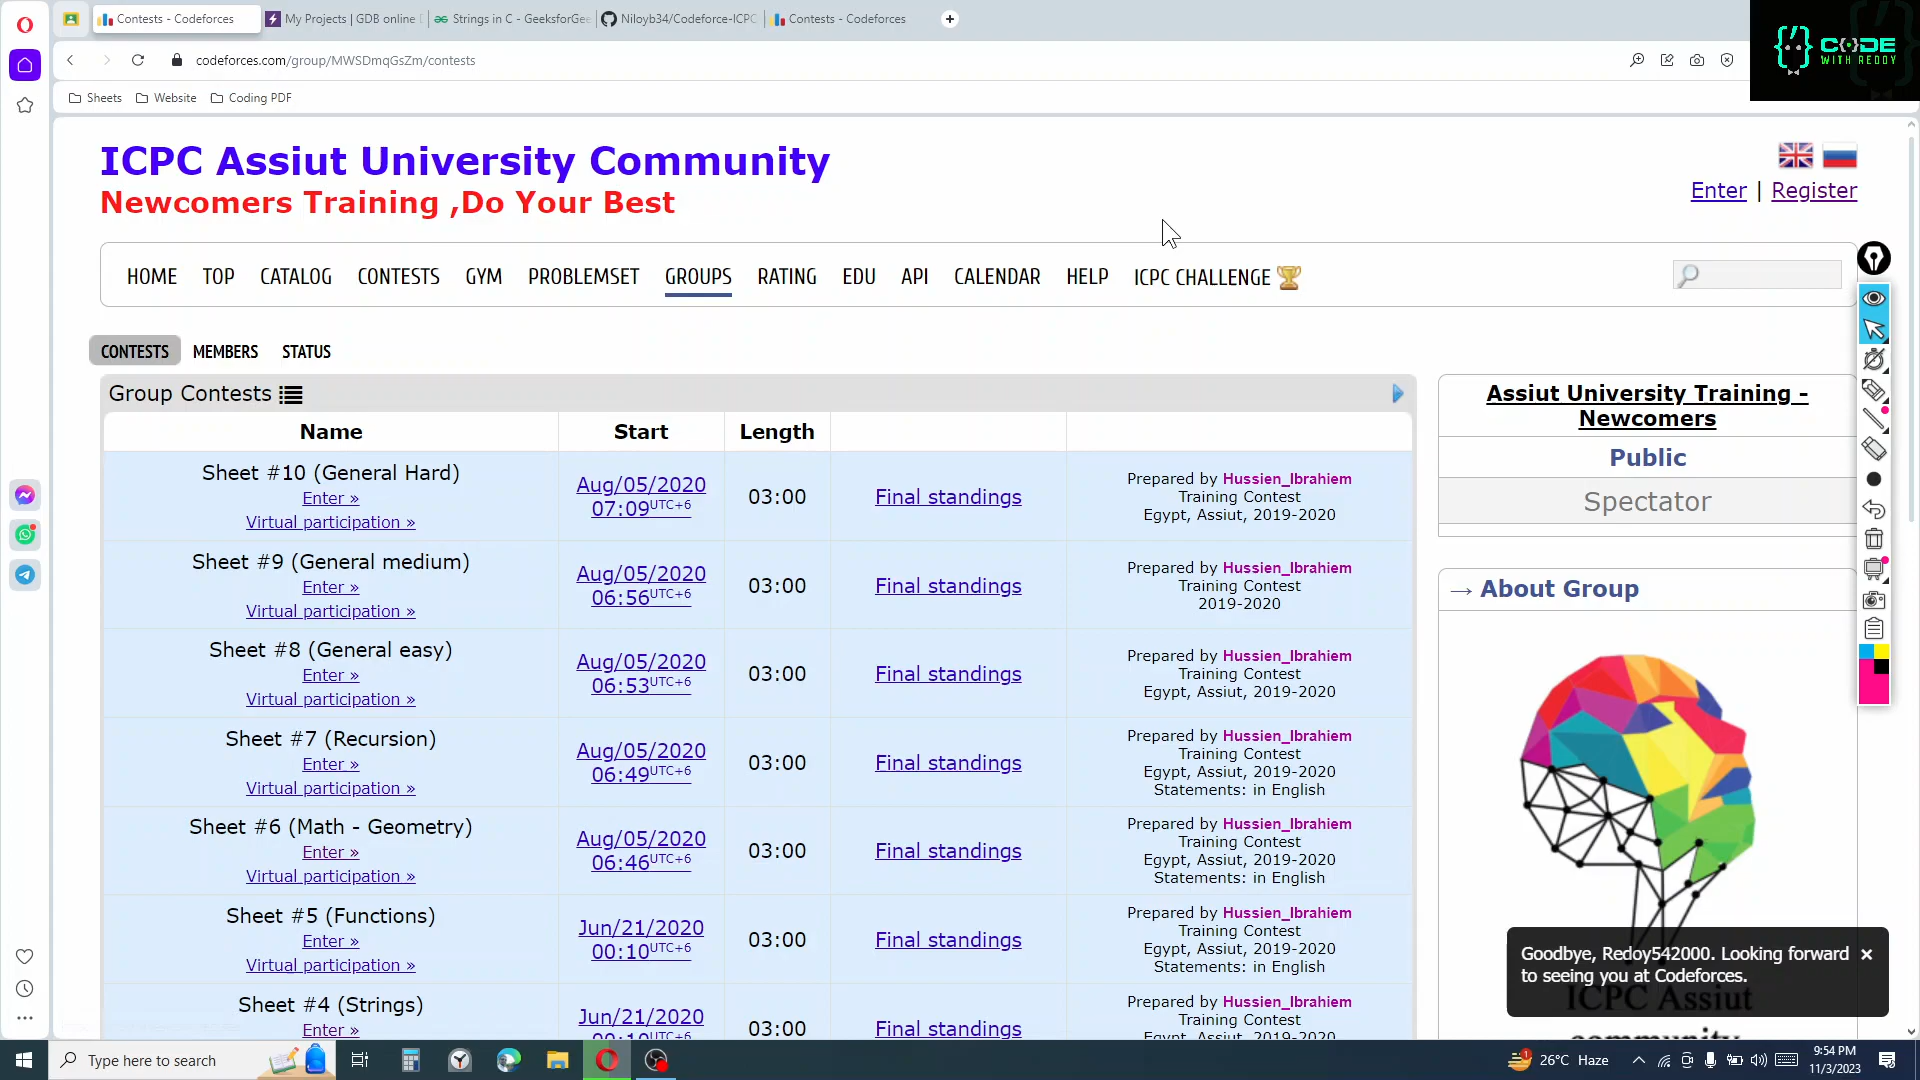 Contests - Codeforces
My Projects | GDB online
Strings in C - GeeksforGee
Niloyb34/Codeforce-ICPC
Contests - Codeforces
codeforces.com/group/MWSDmqGsZm/contests
CODE
WITH REDDY
Sheets
Website
Coding PDF
ICPC Assiut University Community
Newcomers Training ,Do Your Best
Enter | Register
HOME TOP CATALOG CONTESTS GYM PROBLEMSET GROUPS RATING EDU API CALENDAR HELP ICPC CHALLENGE
CONTESTS MEMBERS STATUS
Group Contests
Name Start Length
Sheet #10 (General Hard)
Enter »
Virtual participation »
Aug/05/2020
07:09UTC+6
03:00
Final standings
Prepared by Hussien_Ibrahiem
Training Contest
Egypt, Assiut, 2019-2020
Sheet #9 (General medium)
Enter »
Virtual participation »
Aug/05/2020
06:56UTC+6
03:00
Final standings
Prepared by Hussien_Ibrahiem
Training Contest
2019-2020
Sheet #8 (General easy)
Enter »
Virtual participation »
Aug/05/2020
06:53UTC+6
03:00
Final standings
Prepared by Hussien_Ibrahiem
Training Contest
Egypt, Assiut, 2019-2020
Sheet #7 (Recursion)
Enter »
Virtual participation »
Aug/05/2020
06:49UTC+6
03:00
Final standings
Prepared by Hussien_Ibrahiem
Training Contest
Egypt, Assiut, 2019-2020
Statements: in English
Sheet #6 (Math - Geometry)
Enter »
Virtual participation »
Aug/05/2020
06:46UTC+6
03:00
Final standings
Prepared by Hussien_Ibrahiem
Training Contest
Egypt, Assiut, 2019-2020
Statements: in English
Sheet #5 (Functions)
Enter »
Virtual participation »
Jun/21/2020
00:10UTC+6
03:00
Final standings
Prepared by Hussien_Ibrahiem
Training Contest
Egypt, Assiut, 2019-2020
Statements: in English
Sheet #4 (Strings)
Enter »
Jun/21/2020
00:10UTC+6
03:00
Final standings
Prepared by Hussien_Ibrahiem
Training Contest
Egypt, Assiut, 2019-2020
Assiut University Training -
Newcomers
Public
Spectator
→ About Group
Goodbye, Redoy542000. Looking forward
to seeing you at Codeforces.
ICPC Assiut
community
Type here to search
26°C Haze
9:54 PM
11/3/2023